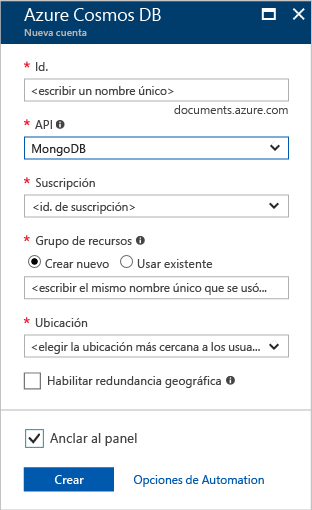 Azure Cosmos DB
Nueva cuenta
* Id.
<escribir un nombre único>
documents.azure.com
* API
MongoDB
* Suscripción
<id. de suscripción>
* Grupo de recursos
Crear nuevo Usar existente
<escribir el mismo nombre único que se usó...
* Ubicación
<elegir la ubicación más cercana a los usua...
Habilitar redundancia geográfica
Anclar al panel
Crear Opciones de Automation